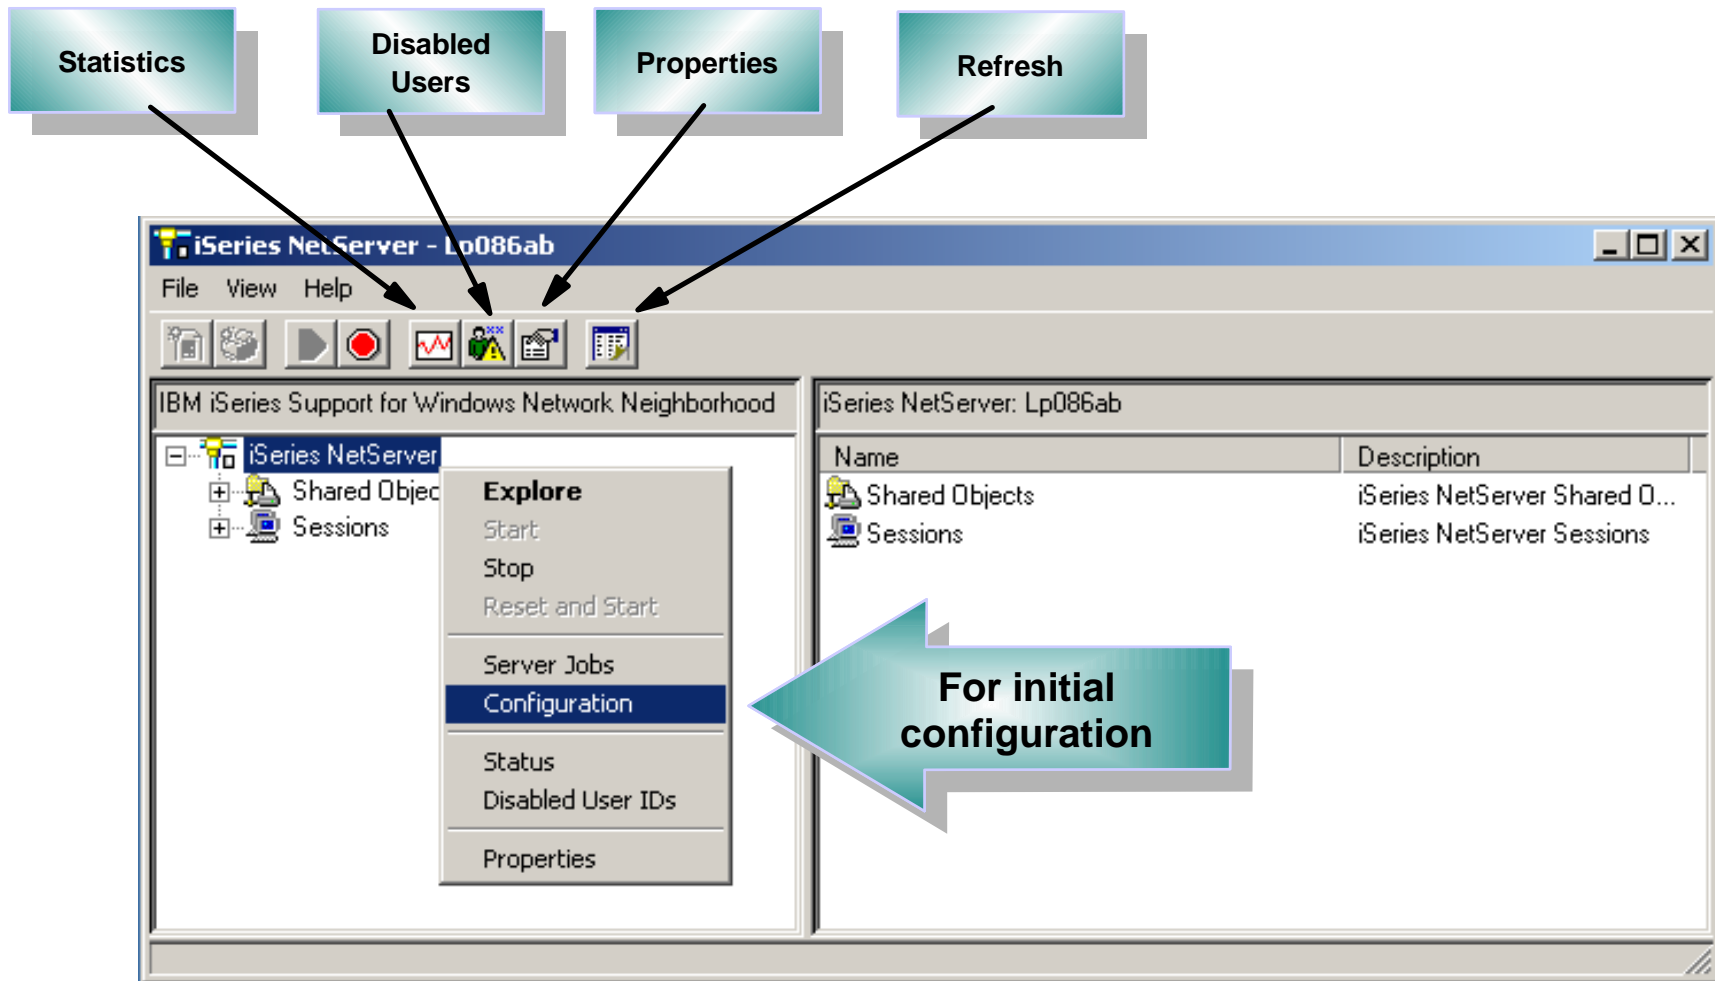 Statistics
Disabled
Users
Properties
Refresh
iSeries NetServer - Lp086ab
File View Help
IBM iSeries Support for Windows Network Neighborhood
iSeries NetServer: Lp086ab
iSeries NetServer
Shared Objec
Sessions
Explore
Start
Stop
Reset and Start
Server Jobs
Configuration
Status
Disabled User IDs
Properties
Name Description
Shared Objects iSeries NetServer Shared O...
Sessions iSeries NetServer Sessions
For initial
configuration